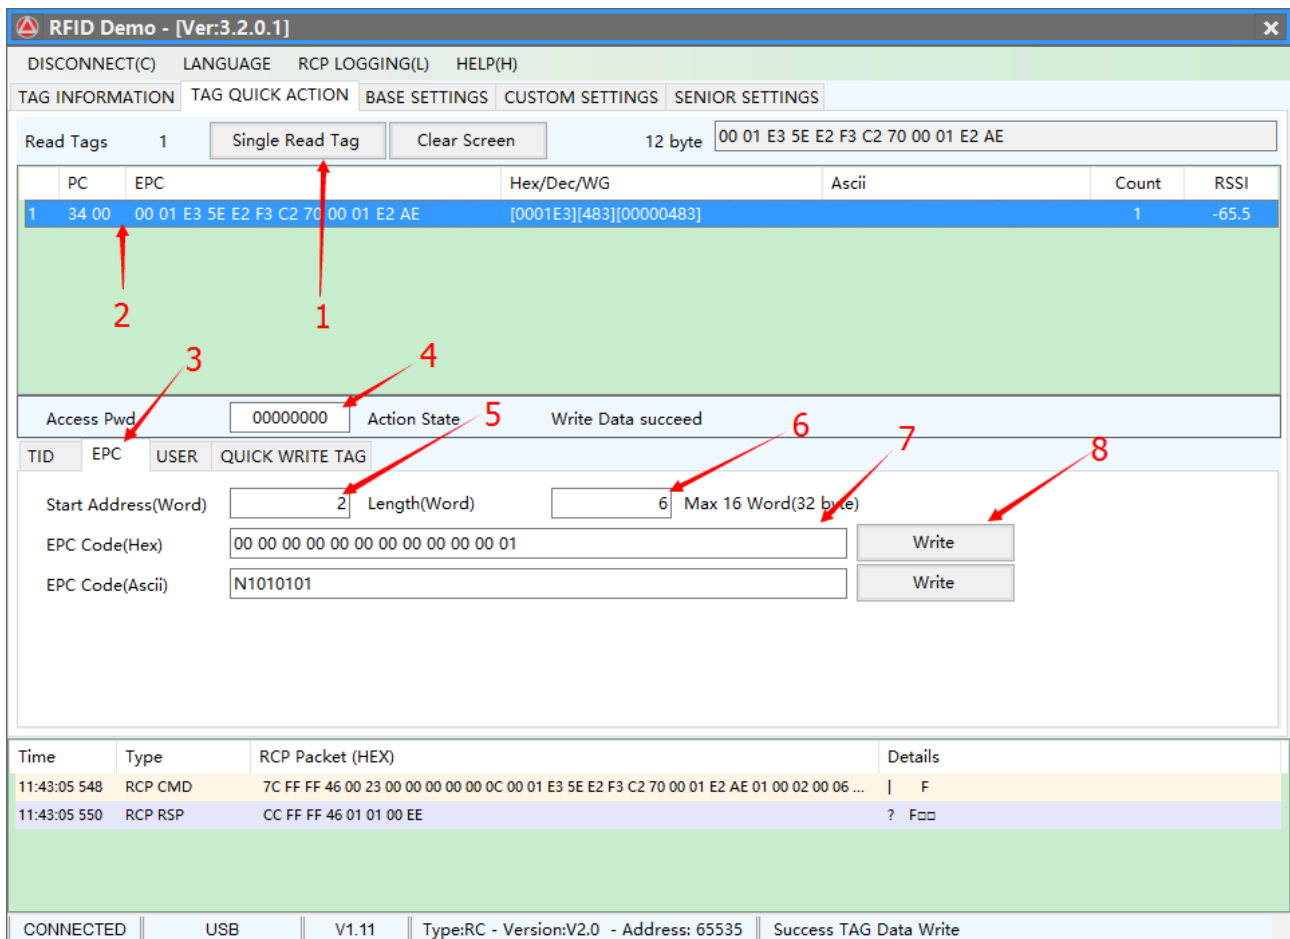 RFID Demo - [Ver:3.2.0.1]
DISCONNECT(C) LANGUAGE RCP LOGGING(L) HELP(H)
TAG INFORMATION TAG QUICK ACTION BASE SETTINGS CUSTOM SETTINGS SENIOR SETTINGS
Read Tags 1 Single Read Tag Clear Screen 12 byte 00 01 E3 5E E2 F3 C2 70 00 01 E2 AE
PC EPC Hex/Dec/WG Ascii Count RSSI
1 34 00 00 01 E3 5E E2 F3 C2 70 00 01 E2 AE [0001E3][483][00000483] 1 -65.5
2 1
3 4
Access Pwd 00000000 Action State 5 Write Data succeed 6 7 8
TID EPC USER QUICK WRITE TAG
Start Address(Word) 2 Length(Word) 6 Max 16 Word(32 byte)
EPC Code(Hex) 00 00 00 00 00 00 00 00 00 00 00 01 Write
EPC Code(Ascii) N1010101 Write
Time Type RCP Packet (HEX) Details
11:43:05 548 RCP CMD 7C FF FF 46 00 23 00 00 00 00 00 0C 00 01 E3 5E E2 F3 C2 70 00 01 E2 AE 01 00 02 00 06 ... | F
11:43:05 550 RCP RSP CC FF FF 46 01 01 00 EE ? F□□
CONNECTED USB V1.11 Type:RC - Version:V2.0 - Address: 65535 Success TAG Data Write